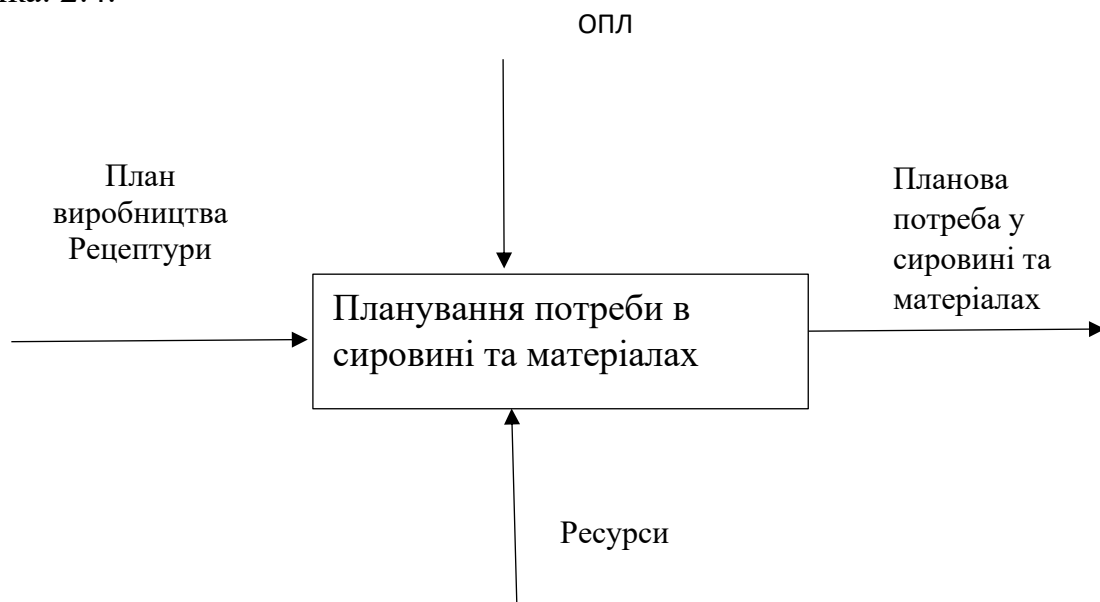 ОПЛ
План
виробництва
Рецептури
Планова
потреба у
сировині та
матеріалах
Планування потреби в
сировині та матеріалах
Ресурси